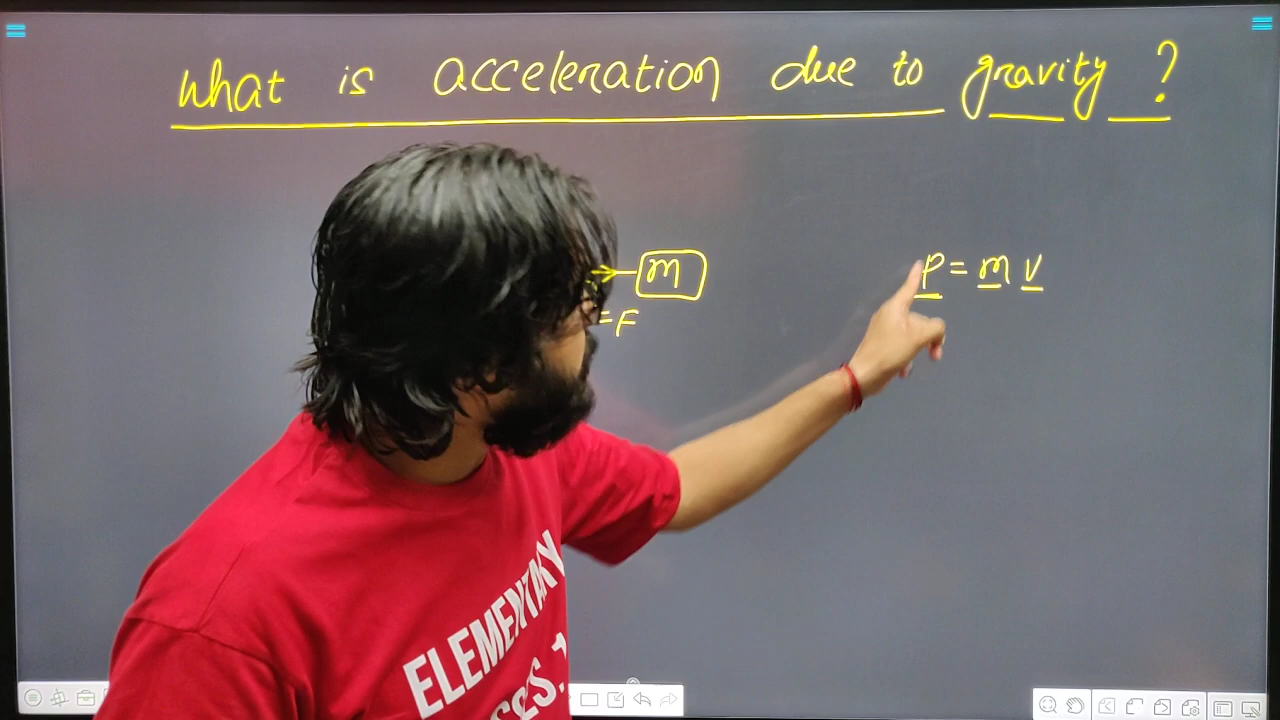 What is acceleration due to gravity ?
m
= F
p = m v
ELEMENTARY